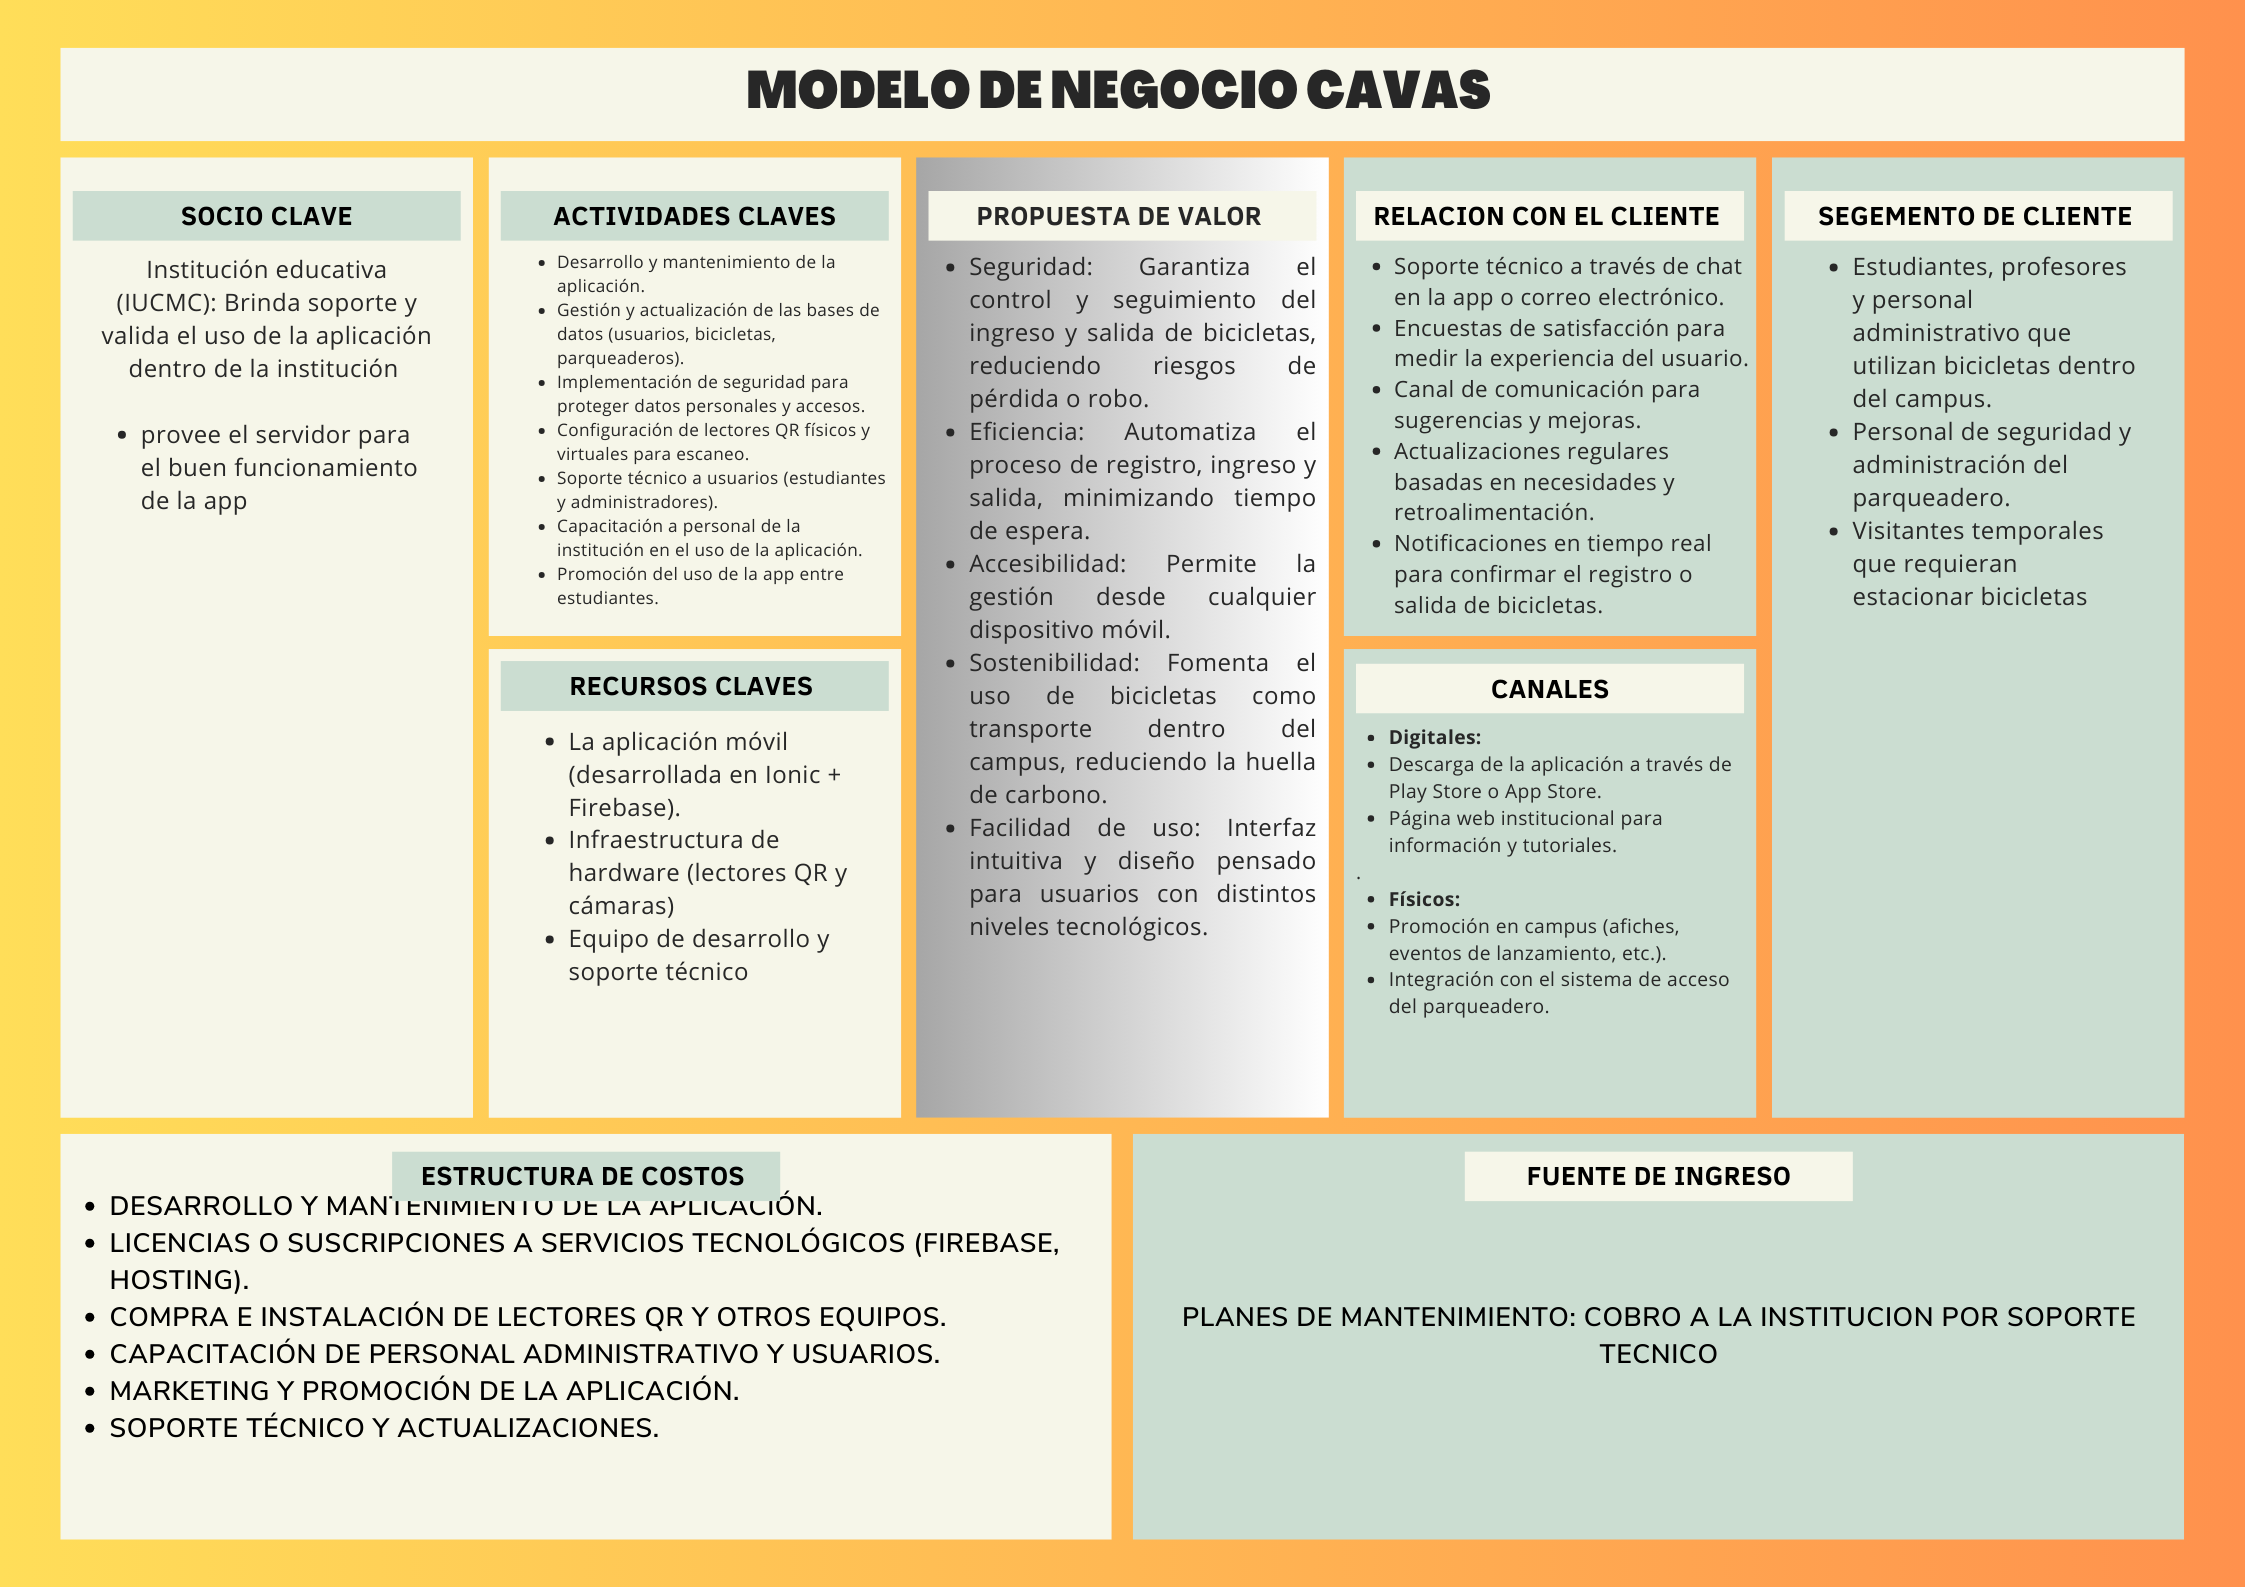 MODELO DE NEGOCIO CAVAS
SOCIO CLAVE
Institución educativa
(IUCMC): Brinda soporte y
valida el uso de la aplicación
dentro de la institución
• provee el servidor para
el buen funcionamiento
de la app
ACTIVIDADES CLAVES
• Desarrollo y mantenimiento de la
aplicación.
• Gestión y actualización de las bases de
datos (usuarios, bicicletas,
parqueaderos).
• Implementación de seguridad para
proteger datos personales y accesos.
• Configuración de lectores QR físicos y
virtuales para escaneo.
• Soporte técnico a usuarios (estudiantes
y administradores).
• Capacitación a personal de la
institución en el uso de la aplicación.
• Promoción del uso de la app entre
estudiantes.
RECURSOS CLAVES
• La aplicación móvil
(desarrollada en Ionic +
Firebase).
• Infraestructura de
hardware (lectores QR y
cámaras)
• Equipo de desarrollo y
soporte técnico
PROPUESTA DE VALOR
• Seguridad: Garantiza el
control y seguimiento del
ingreso y salida de bicicletas,
reduciendo riesgos de
pérdida o robo.
• Eficiencia: Automatiza el
proceso de registro, ingreso y
salida, minimizando tiempo
de espera.
• Accesibilidad: Permite la
gestión desde cualquier
dispositivo móvil.
• Sostenibilidad: Fomenta el
uso de bicicletas como
transporte dentro del
campus, reduciendo la huella
de carbono.
• Facilidad de uso: Interfaz
intuitiva y diseño pensado
para usuarios con distintos
niveles tecnológicos.
RELACION CON EL CLIENTE
• Soporte técnico a través de chat
en la app o correo electrónico.
• Encuestas de satisfacción para
medir la experiencia del usuario.
• Canal de comunicación para
sugerencias y mejoras.
• Actualizaciones regulares
basadas en necesidades y
retroalimentación.
• Notificaciones en tiempo real
para confirmar el registro o
salida de bicicletas.
CANALES
• Digitales:
• Descarga de la aplicación a través de
Play Store o App Store.
• Página web institucional para
información y tutoriales.
.
• Físicos:
• Promoción en campus (afiches,
eventos de lanzamiento, etc.).
• Integración con el sistema de acceso
del parqueadero.
SEGEMENTO DE CLIENTE
• Estudiantes, profesores
y personal
administrativo que
utilizan bicicletas dentro
del campus.
• Personal de seguridad y
administración del
parqueadero.
• Visitantes temporales
que requieran
estacionar bicicletas
ESTRUCTURA DE COSTOS
• DESARROLLO Y MANTENIMIENTO DE LA APLICACIÓN.
• LICENCIAS O SUSCRIPCIONES A SERVICIOS TECNOLÓGICOS (FIREBASE,
HOSTING).
• COMPRA E INSTALACIÓN DE LECTORES QR Y OTROS EQUIPOS.
• CAPACITACIÓN DE PERSONAL ADMINISTRATIVO Y USUARIOS.
• MARKETING Y PROMOCIÓN DE LA APLICACIÓN.
• SOPORTE TÉCNICO Y ACTUALIZACIONES.
FUENTE DE INGRESO
PLANES DE MANTENIMIENTO: COBRO A LA INSTITUCION POR SOPORTE
TECNICO